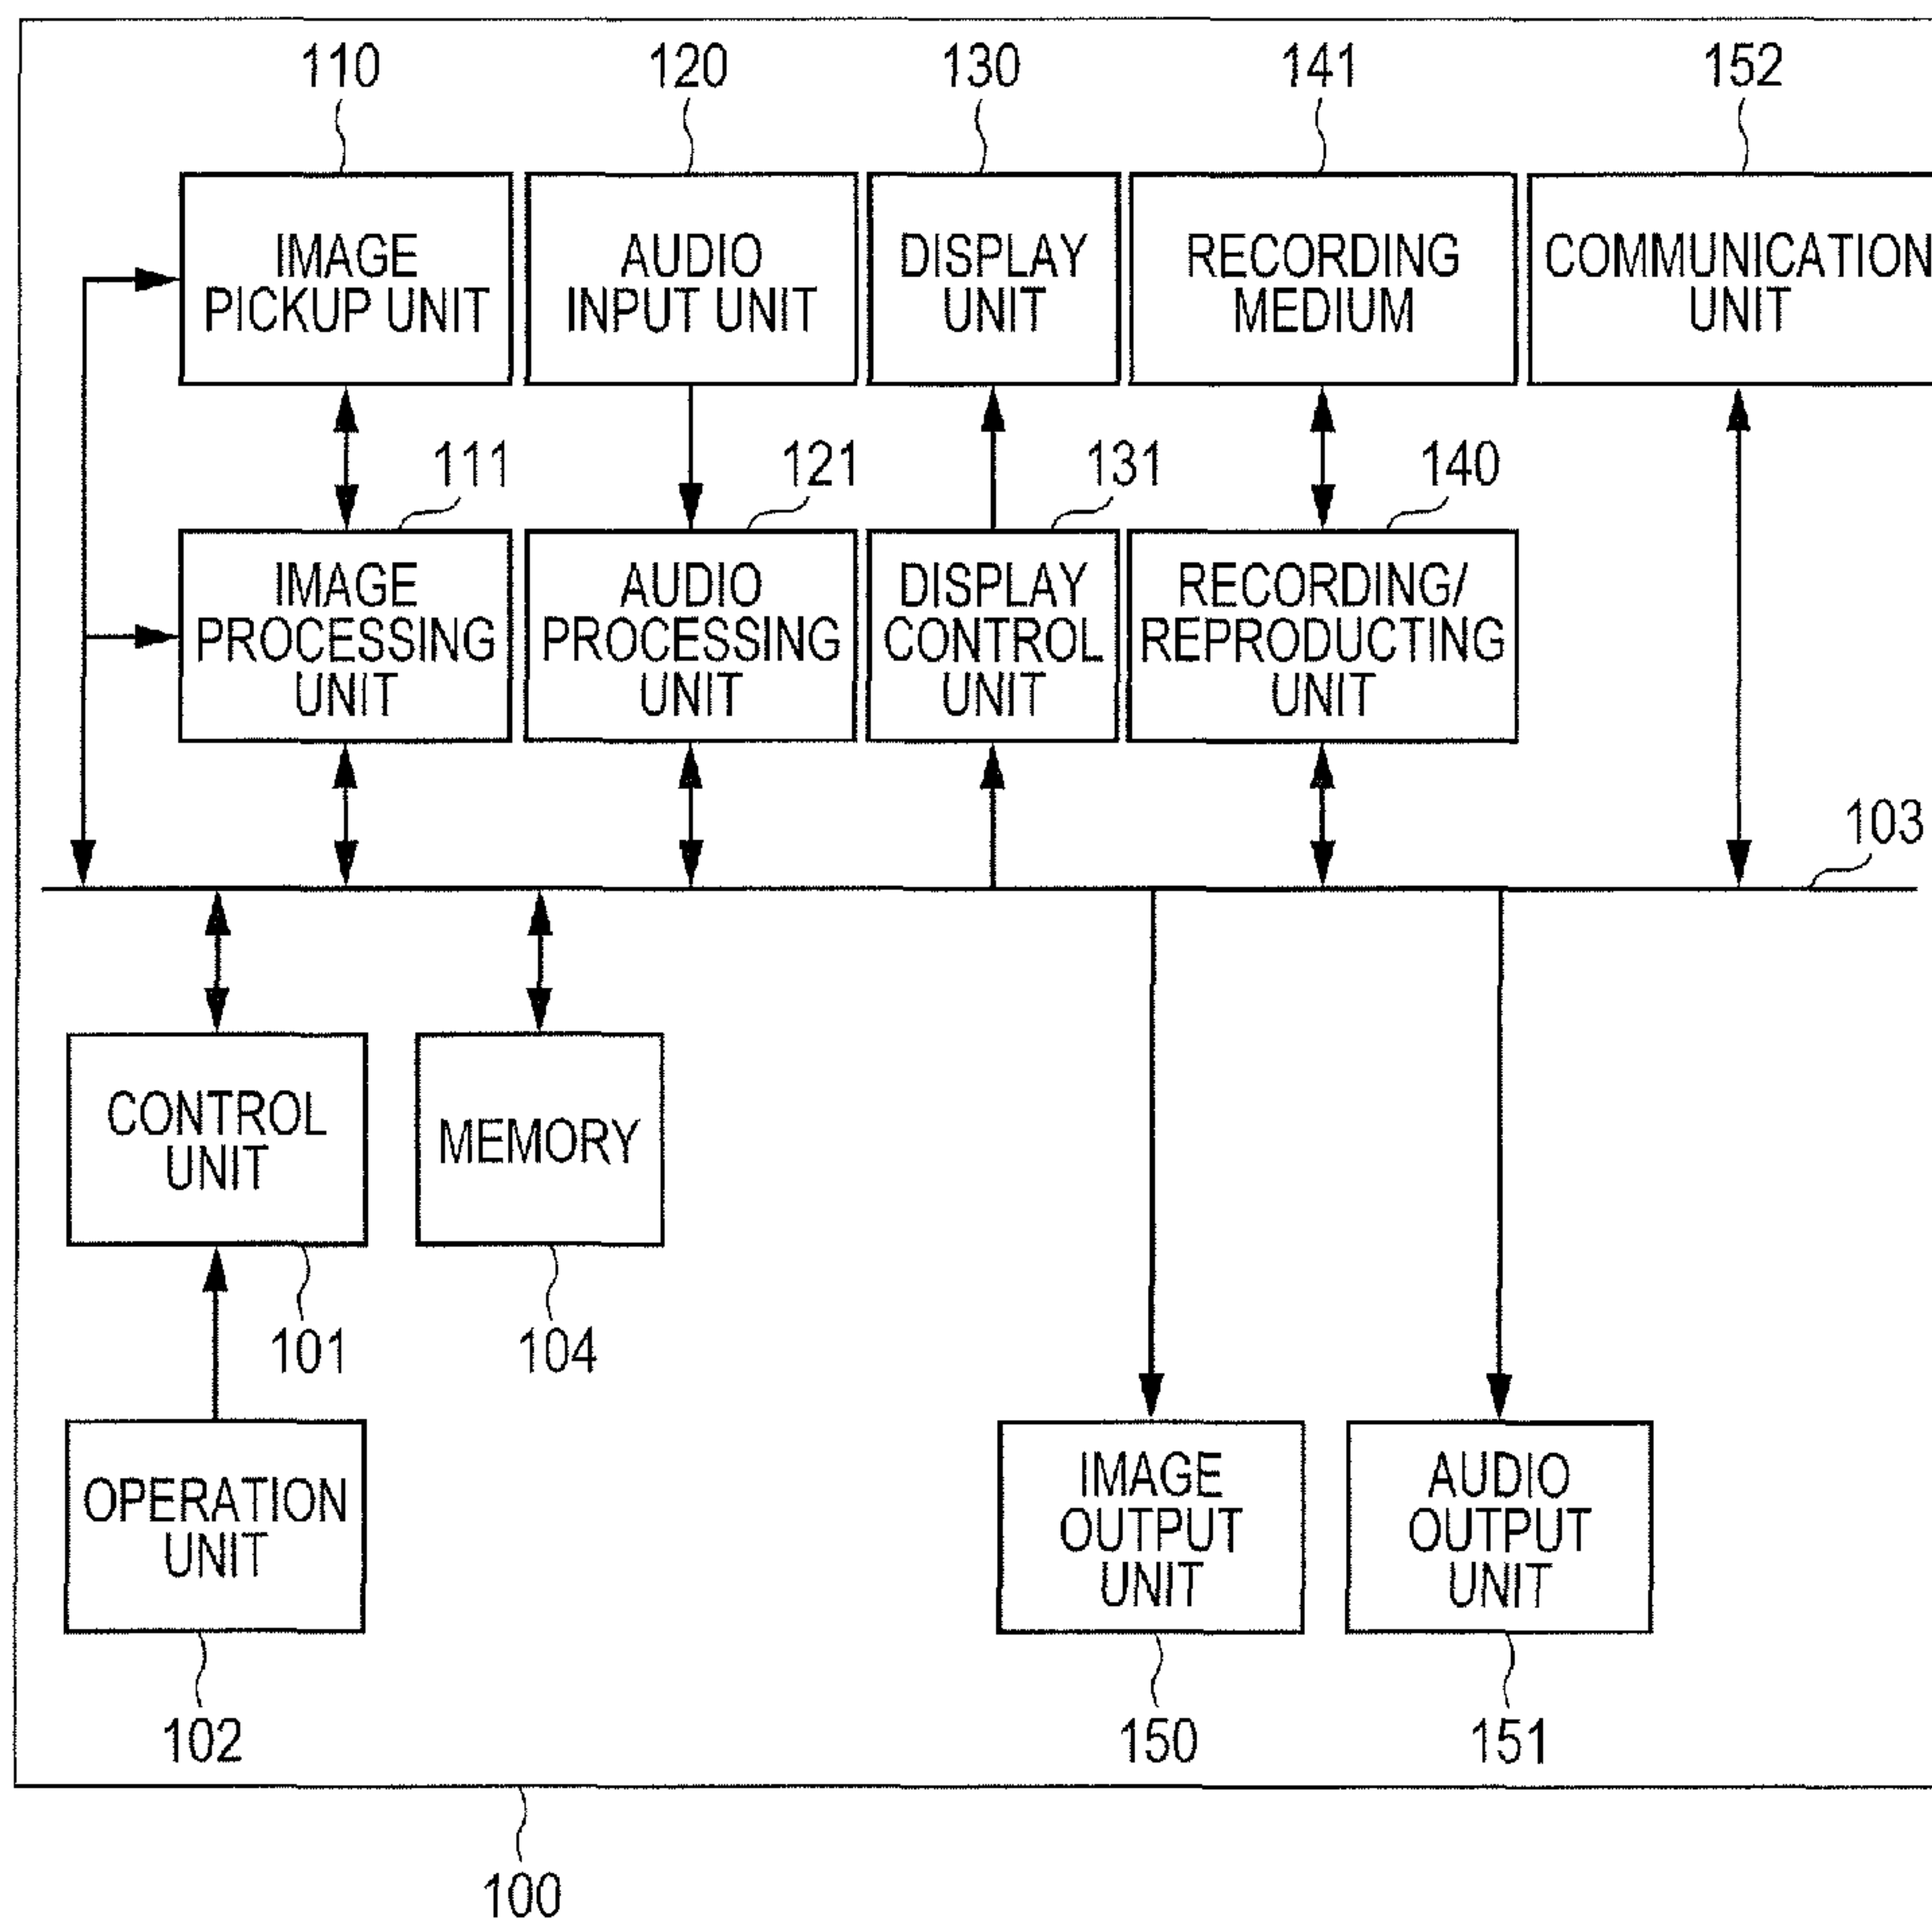 110
120
130
141
152
IMAGE
PICKUP UNIT
AUDIO
INPUT UNIT
DISPLAY
UNIT
RECORDING
MEDIUM
COMMUNICATION
UNIT
111
121
131
140
IMAGE
PROCESSING
UNIT
AUDIO
PROCESSING
UNIT
DISPLAY
CONTROL
UNIT
RECORDING/
REPRODUCTING
UNIT
103
CONTROL
UNIT
MEMORY
101
104
OPERATION
UNIT
IMAGE
OUTPUT
UNIT
AUDIO
OUTPUT
UNIT
102
150
151
100